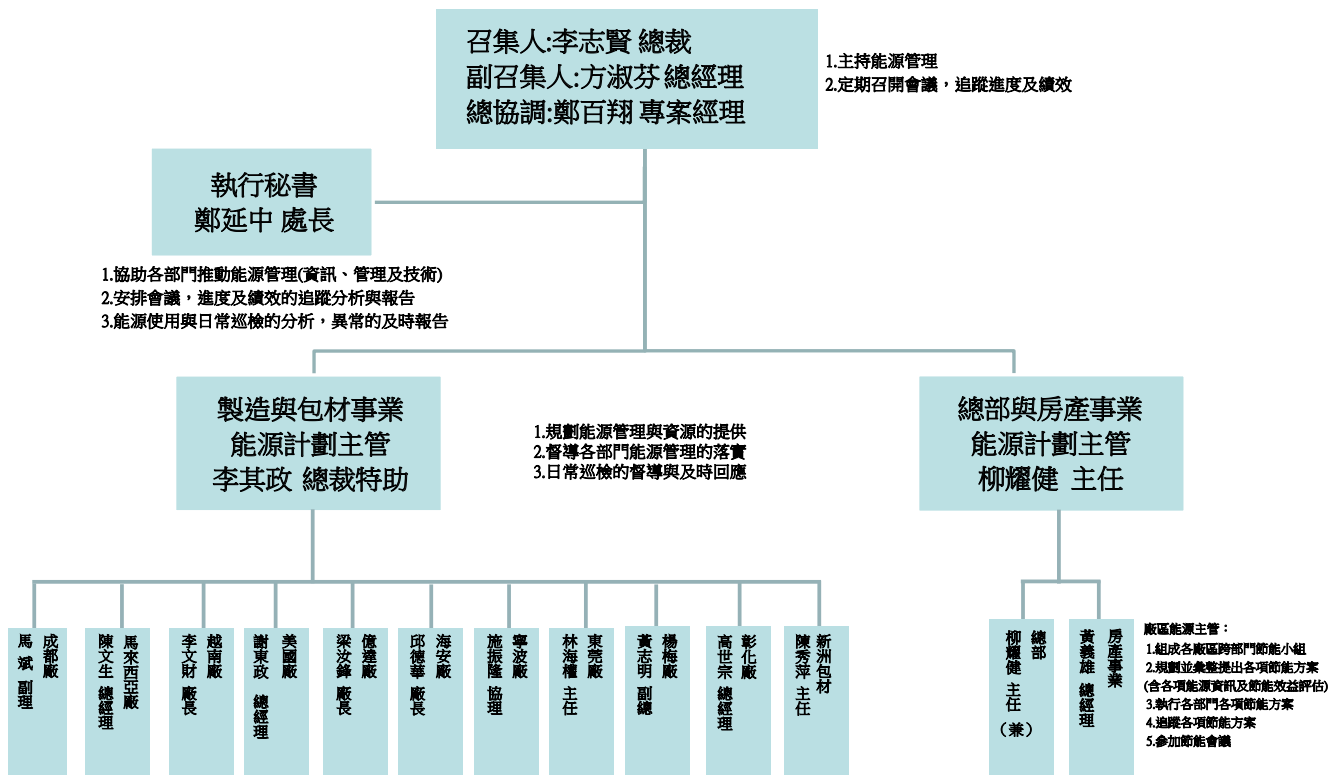 召集人:李志賢 總裁
副召集人:方淑芬 總經理
總協調:鄭百翔 專案經理
1.主持能源管理
2.定期召開會議，追蹤進度及績效
執行秘書
鄭延中 處長
1.協助各部門推動能源管理(資訊、管理及技術)
2.安排會議，進度及績效的追蹤分析與報告
3.能源使用與日常巡檢的分析，異常的及時報告
製造與包材事業
能源計劃主管
李其政 總裁特助
1.規劃能源管理與資源的提供
2.督導各部門能源管理的落實
3.日常巡檢的督導與及時回應
總部與房產事業
能源計劃主管
柳耀健 主任
成都廠
馬 斌 副理
馬來西亞廠
陳文生 總經理
越南廠
李文財 廠長
美國廠
謝東政 總經理
億達廠
梁汝鋒 廠長
海安廠
邱德華 廠長
寧波廠
施振隆 協理
東莞廠
林海權 主任
楊梅廠
黃志明 副總
彰化廠
高世宗 總經理
新洲包材
陳秀萍 主任
總部
柳耀健 主任（兼）
房產事業
黃義雄 總經理
廠區能源主管：
1.組成各廠區跨部門節能小組
2.規劃並彙整提出各項節能方案
(含各項能源資訊及節能效益評估)
3.執行各部門各項節能方案
4.追蹤各項節能方案
5.參加節能會議